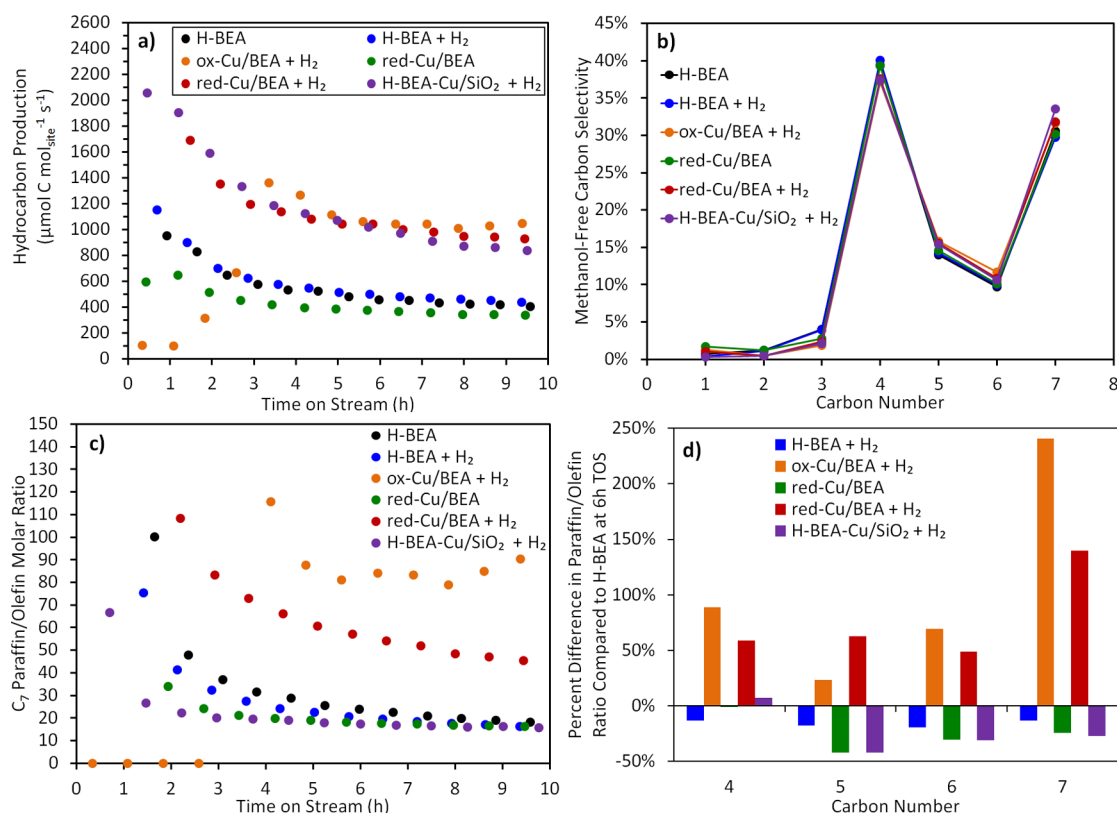 a)
H-BEA
H-BEA + H₂
ox-Cu/BEA + H₂
red-Cu/BEA
red-Cu/BEA + H₂
H-BEA-Cu/SiO₂ + H₂
Hydrocarbon Production
(µmol C molsite⁻¹ s⁻¹)
2600
2400
2200
2000
1800
1600
1400
1200
1000
800
600
400
200
0
0 1 2 3 4 5 6 7 8 9 10
Time on Stream (h)
b)
H-BEA
H-BEA + H₂
ox-Cu/BEA + H₂
red-Cu/BEA
red-Cu/BEA + H₂
H-BEA-Cu/SiO₂ + H₂
Methanol-Free Carbon Selectivity
45%
40%
35%
30%
25%
20%
15%
10%
5%
0%
0 1 2 3 4 5 6 7 8
Carbon Number
c)
H-BEA
H-BEA + H₂
ox-Cu/BEA + H₂
red-Cu/BEA
red-Cu/BEA + H₂
H-BEA-Cu/SiO₂ + H₂
C₇ Paraffin/Olefin Molar Ratio
150
140
130
120
110
100
90
80
70
60
50
40
30
20
10
0
0 1 2 3 4 5 6 7 8 9 10
Time on Stream (h)
d)
H-BEA + H₂
ox-Cu/BEA + H₂
red-Cu/BEA
red-Cu/BEA + H₂
H-BEA-Cu/SiO₂ + H₂
Percent Difference in Paraffin/Olefin
Ratio Compared to H-BEA at 6h TOS
250%
200%
150%
100%
50%
0%
-50%
4 5 6 7
Carbon Number